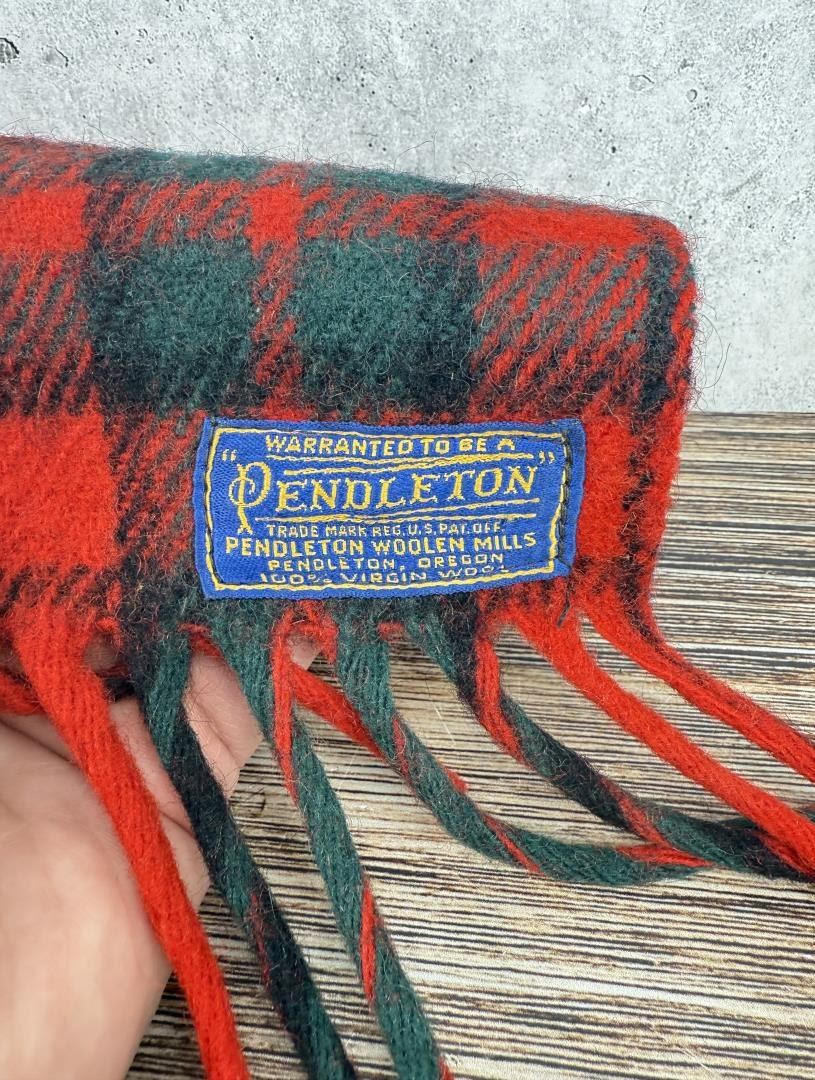 WARRANTED TO BE A
"PENDLETON"
TRADE MARK REG. U.S. PAT. OFF.
PENDLETON WOOLEN MILLS
PENDLETON, OREGON
100% VIRGIN WOOL